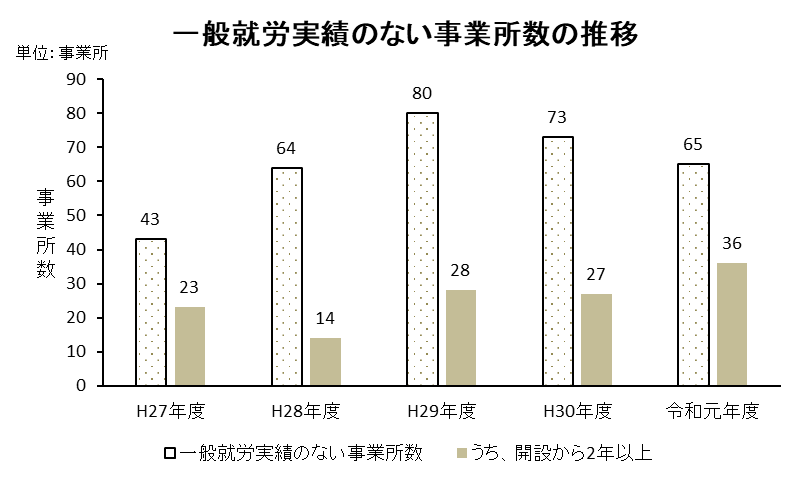 一般就労実績のない事業所数の推移
単位：事業所
90
80
70
60
50
40
30
20
10
0
事業所数
43
23
64
14
80
28
73
27
65
36
H27年度
H28年度
H29年度
H30年度
令和元年度
一般就労実績のない事業所数
うち、開設から2年以上